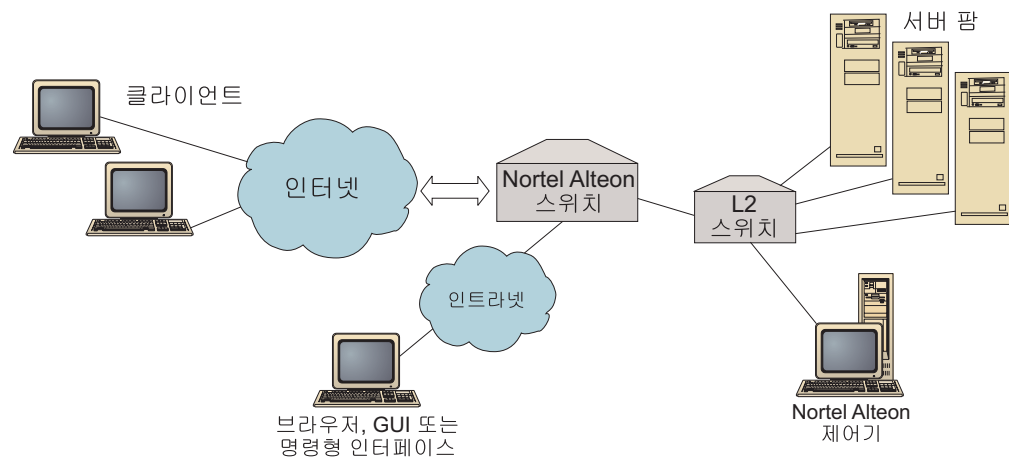 서버 팜
클라이언트
인터넷
Nortel Alteon
스위치
L2
스위치
인트라넷
브라우저, GUI 또는
명령형 인터페이스
Nortel Alteon
제어기